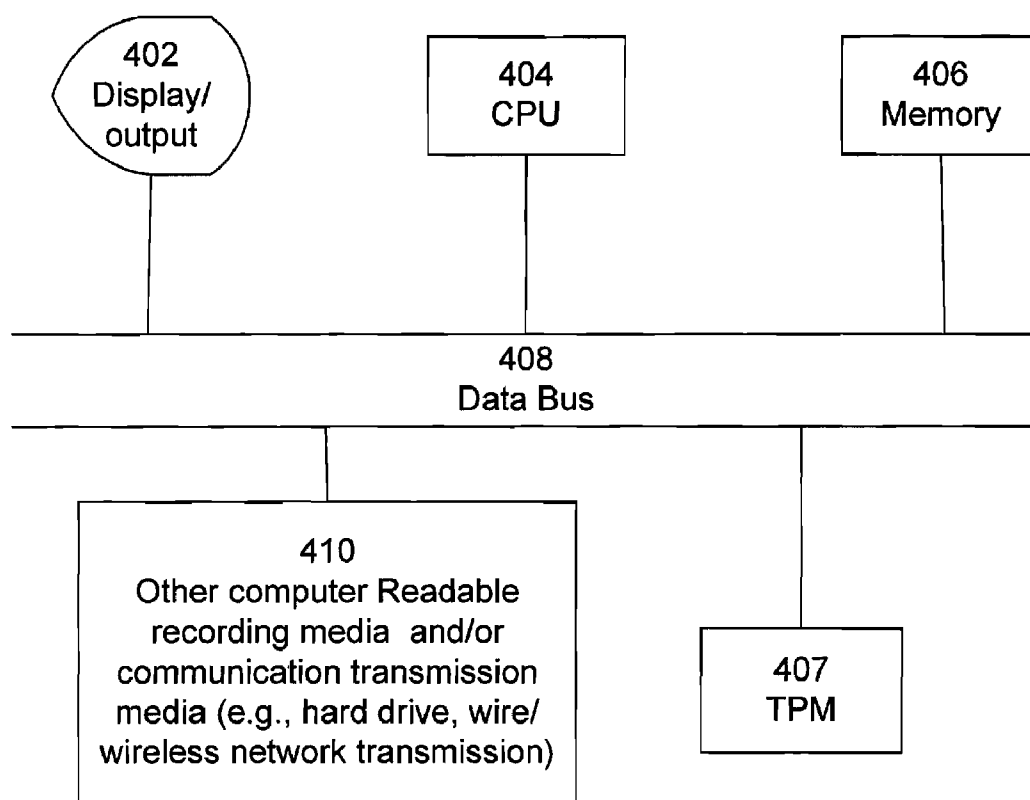 402
Display/
output
404
CPU
406
Memory
408
Data Bus
410
Other computer Readable
recording media and/or
communication transmission
media (e.g., hard drive, wire/
wireless network transmission)
407
TPM